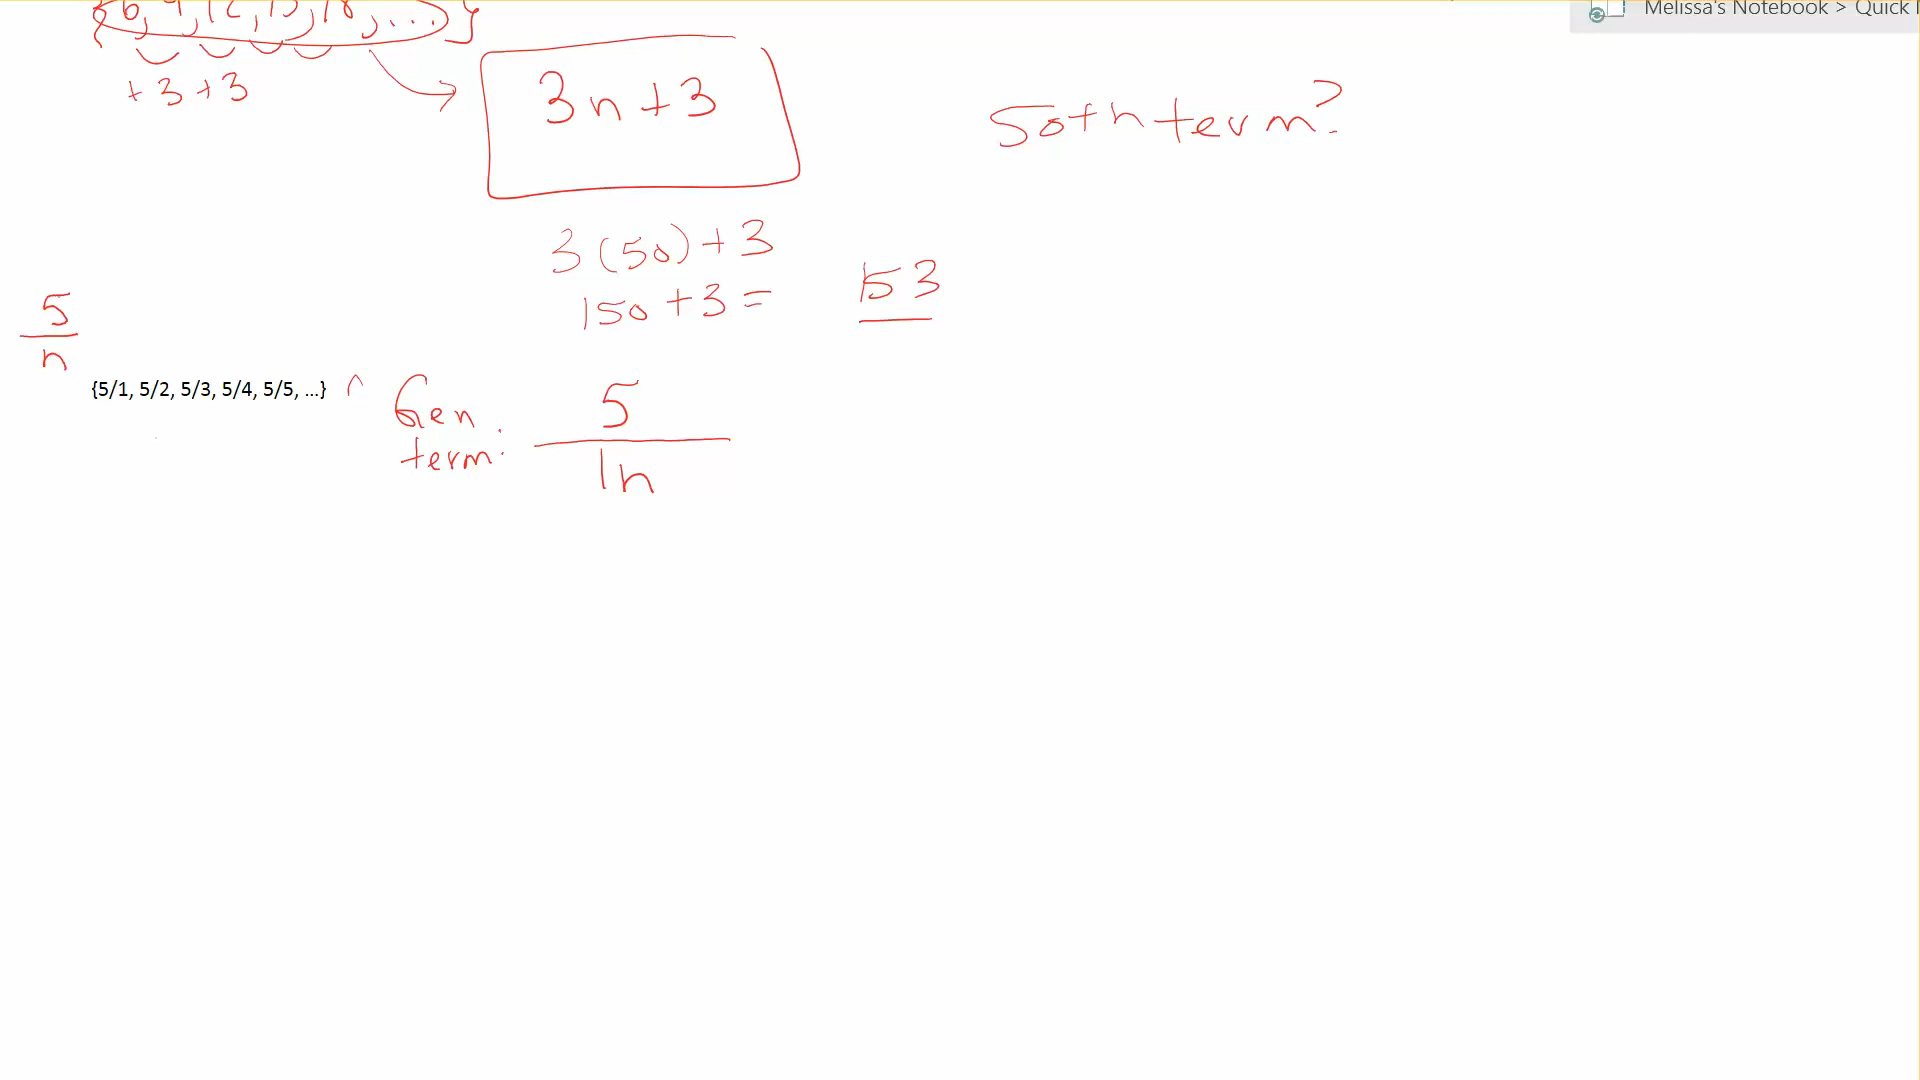 Melissa's Notebook > Quick
{6, 9, 12, 15, 18, ...}
+3 +3
3n+3
50th term?
3(50)+3
150+3= 153
5
n
{5/1, 5/2, 5/3, 5/4, 5/5, ...}
Gen term:
5
1n